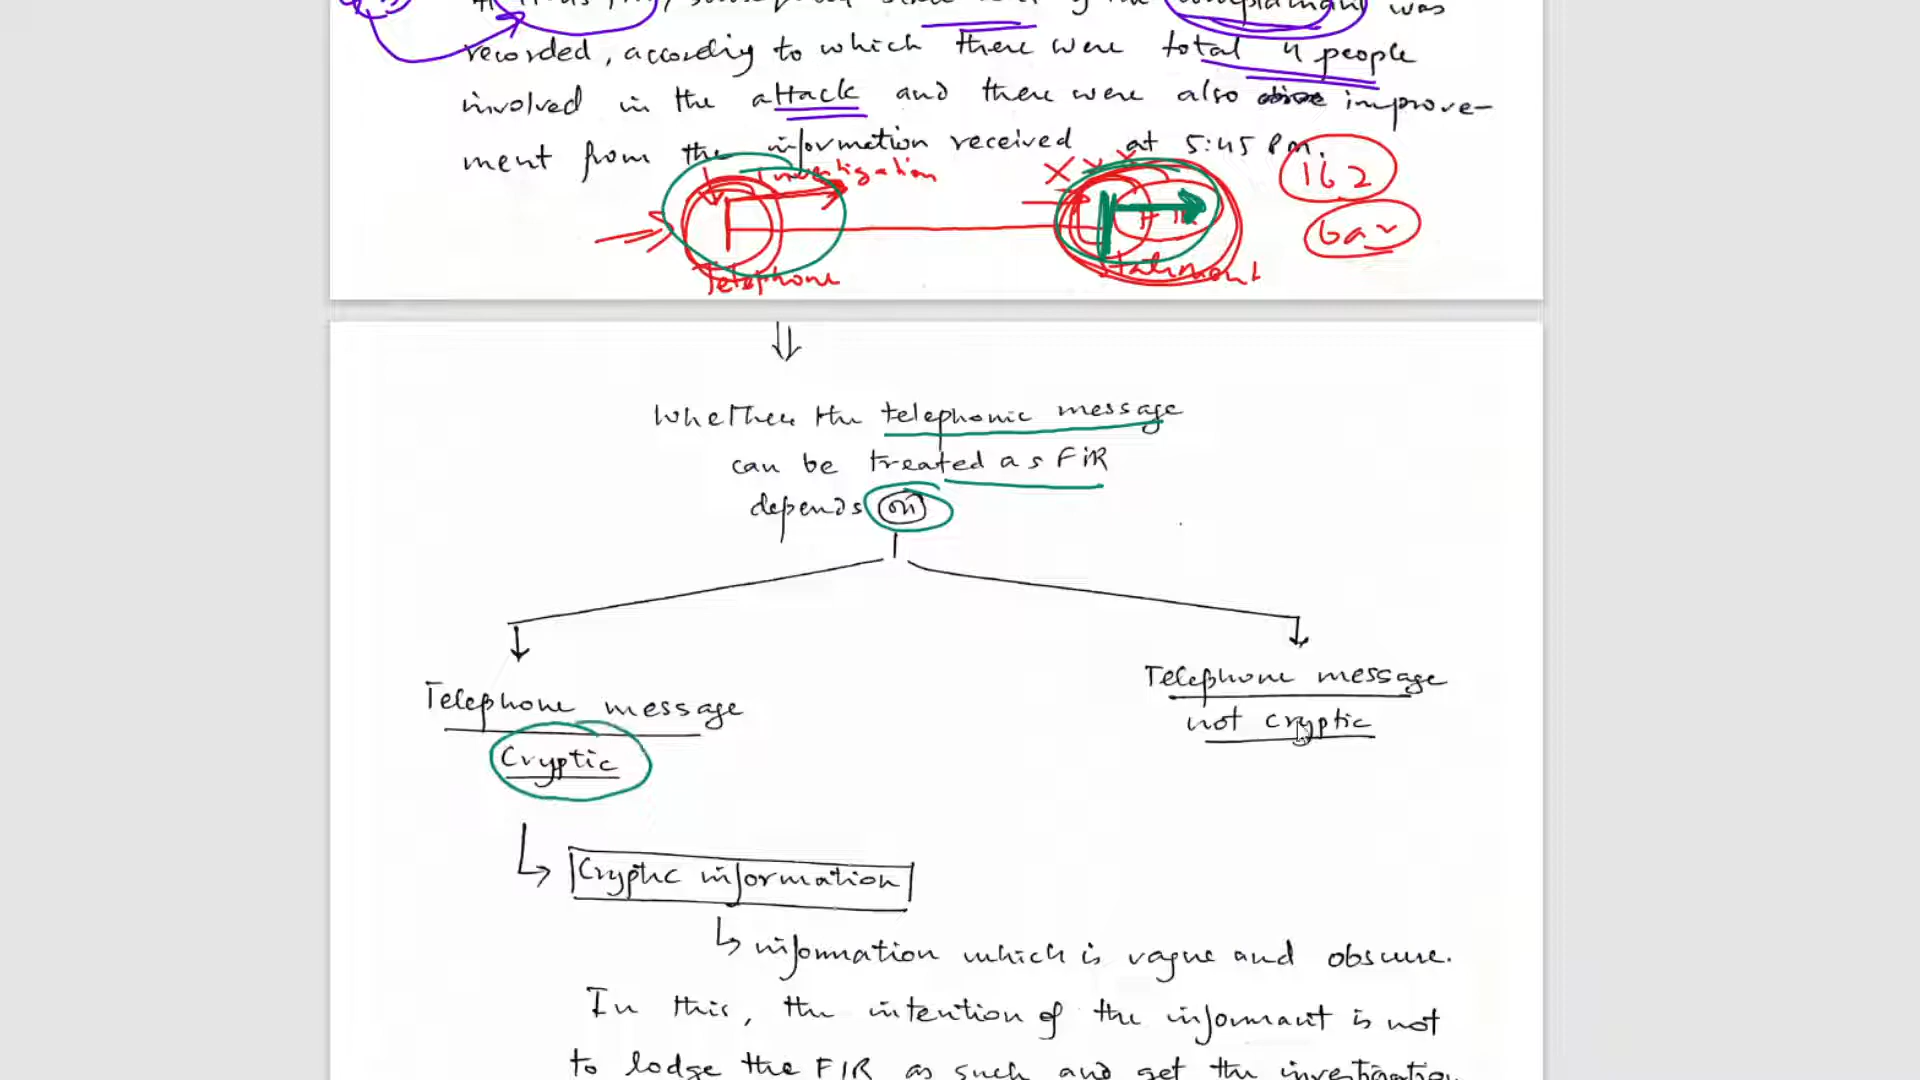 was
recorded, according to which there were total 4 people
involved in the attack and there were also improve-
ment from the information received at 5:45 Pm.
Investigation
162
bar
Telephone
⇓
Whether the telephonic message
can be treated as FIR
depends on
Telephone message
Cryptic
Telephone message
not cryptic
Cryptic information
information which is vague and obscure.
In this, the intention of the informant is not
to lodge the FIR as such and get the investigation